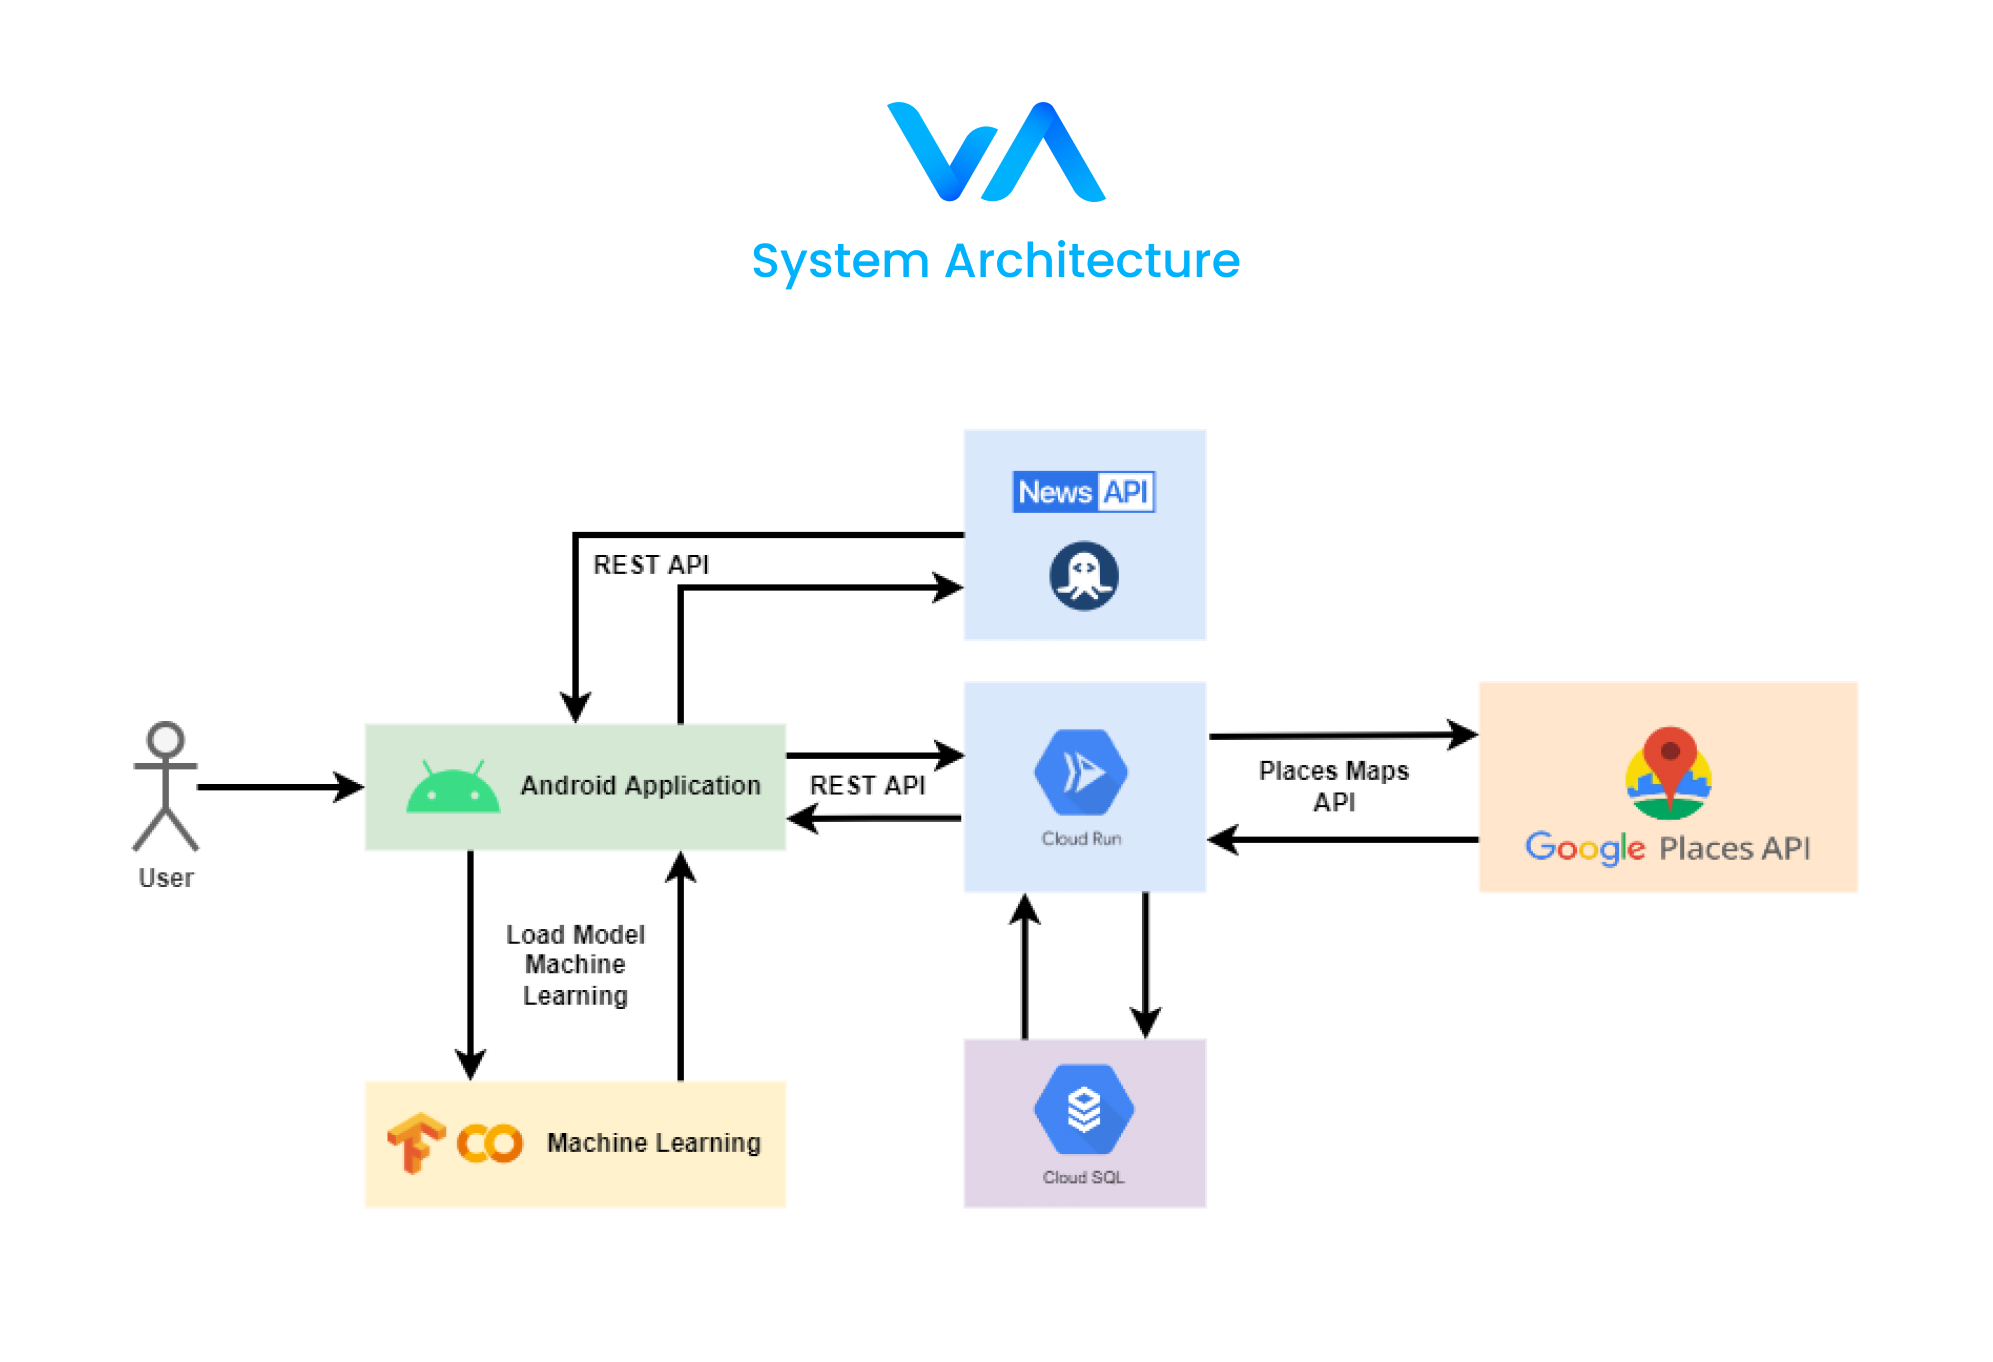 VA
System Architecture
News API
REST API
User
Android Application
REST API
Cloud Run
Places Maps
API
Google Places API
Load Model
Machine
Learning
Machine Learning
Cloud SQL